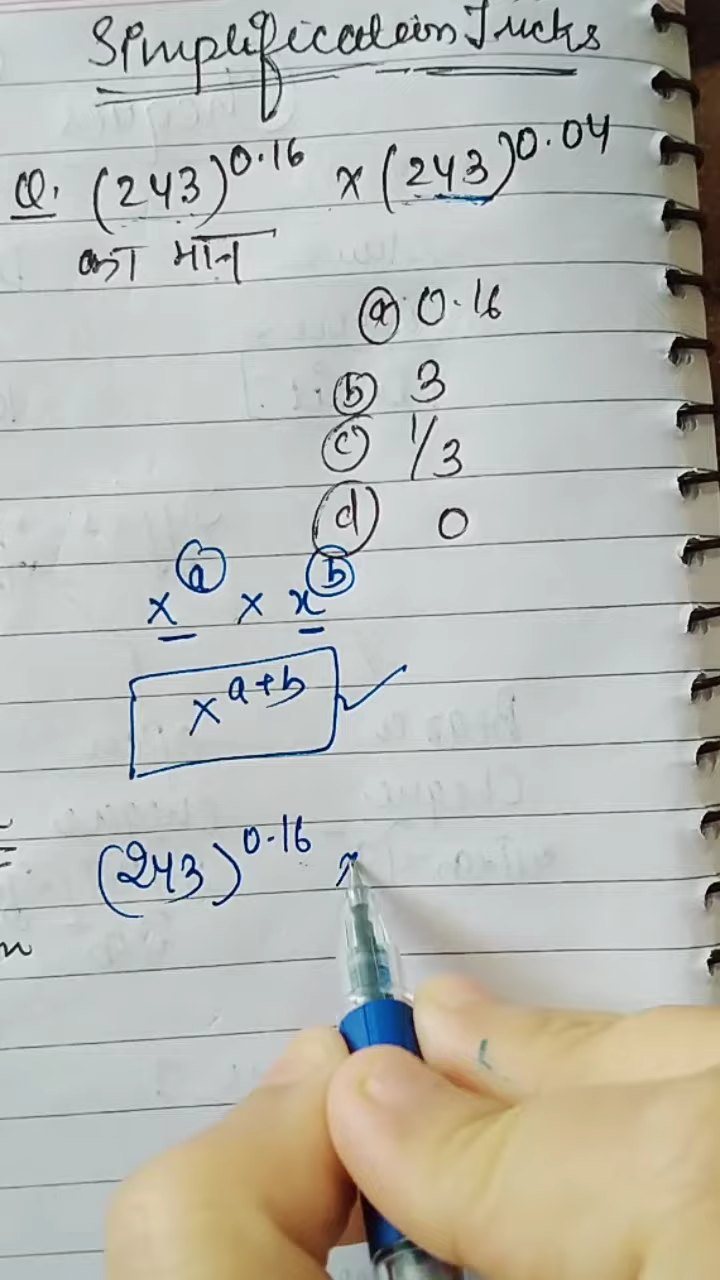 Simplification Tricks
Q. (243)^0.16 x (243)^0.04
का मान
(a) 0.16
(b) 3
(c) 1/3
(d) 0
x^a x x^b
x^a+b ✓
(243)^0.16 x